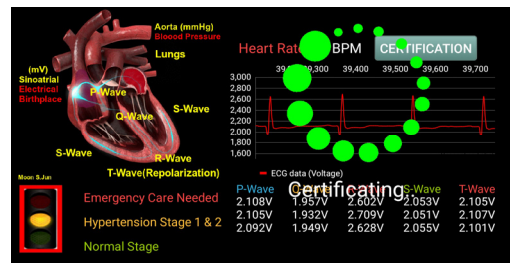 Aorta (mmHg)
Bloood Pressure
Lungs
(mV)
Sinoatrial
Electrical
Birthplace
P-Wave
Q-Wave
S-Wave
S-Wave
R-Wave
T-Wave(Repolarization)
Moon S.Jun
Emergency Care Needed
Hypertension Stage 1 & 2
Normal Stage
Heart Rate BPM
CERTIFICATION
39,300 39,400 39,500 39,600 39,700
3,000
2,800
2,600
2,400
2,200
2,000
1,800
1,600
ECG data (Voltage)
Certificating..
P-Wave S-Wave T-Wave
2.108V 1.957V 2.602V 2.053V 2.105V
2.105V 1.932V 2.709V 2.051V 2.107V
2.092V 1.949V 2.628V 2.055V 2.101V